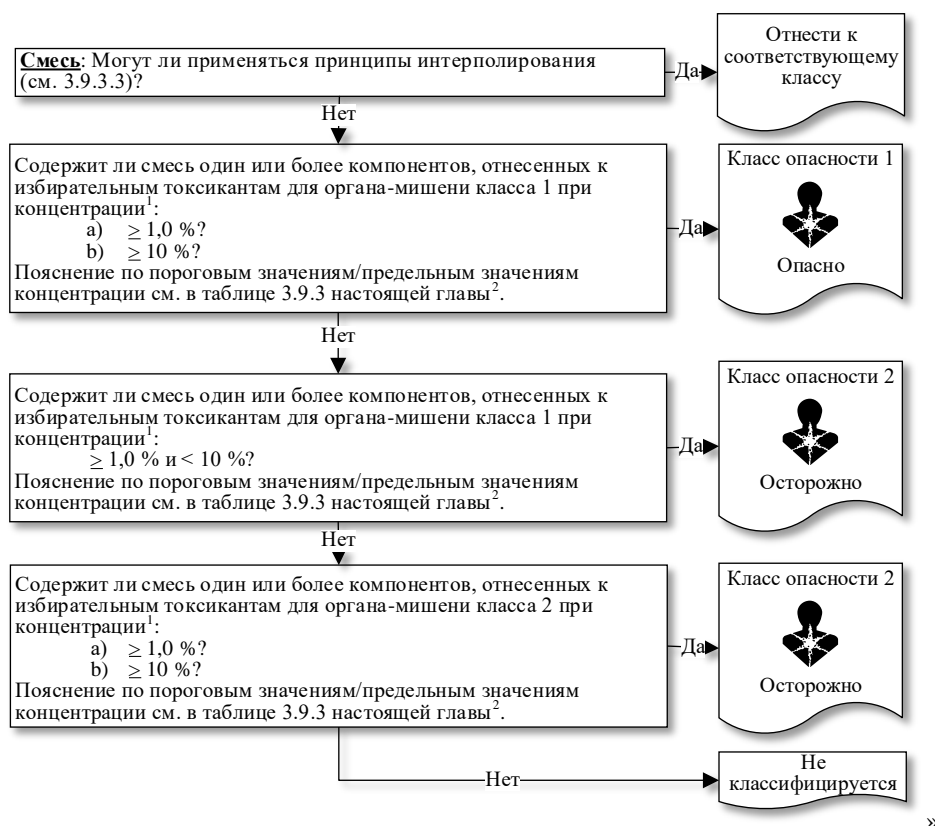 Смесь: Могут ли применяться принципы интерполирования
(см. 3.9.3.3)?
Да
Отнести к
соответствующему
классу
Нет
Содержит ли смесь один или более компонентов, отнесенных к
избирательным токсикантам для органа-мишени класса 1 при
концентрации¹:
a) ≥ 1,0 %?
b) ≥ 10 %?
Пояснение по пороговым значениям/предельным значениям
концентрации см. в таблице 3.9.3 настоящей главы².
Да
Класс опасности 1
Опасно
Нет
Содержит ли смесь один или более компонентов, отнесенных к
избирательным токсикантам для органа-мишени класса 1 при
концентрации¹:
≥ 1,0 % и < 10 %?
Пояснение по пороговым значениям/предельным значениям
концентрации см. в таблице 3.9.3 настоящей главы².
Да
Класс опасности 2
Осторожно
Нет
Содержит ли смесь один или более компонентов, отнесенных к
избирательным токсикантам для органа-мишени класса 2 при
концентрации¹:
a) ≥ 1,0 %?
b) ≥ 10 %?
Пояснение по пороговым значениям/предельным значениям
концентрации см. в таблице 3.9.3 настоящей главы².
Да
Класс опасности 2
Осторожно
Нет
Не
классифицируется
»